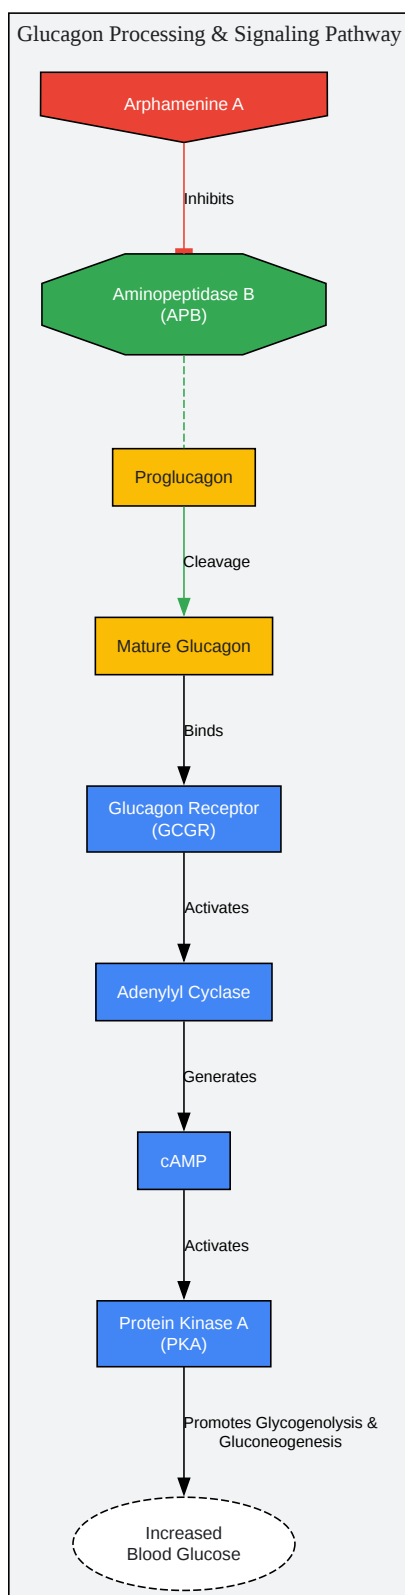 Glucagon Processing & Signaling Pathway
Arphamenine A
Inhibits
Aminopeptidase B
(APB)
Proglucagon
Cleavage
Mature Glucagon
Binds
Glucagon Receptor
(GCGR)
Activates
Adenylyl Cyclase
Generates
cAMP
Activates
Protein Kinase A
(PKA)
Promotes Glycogenolysis &
Gluconeogenesis
Increased
Blood Glucose